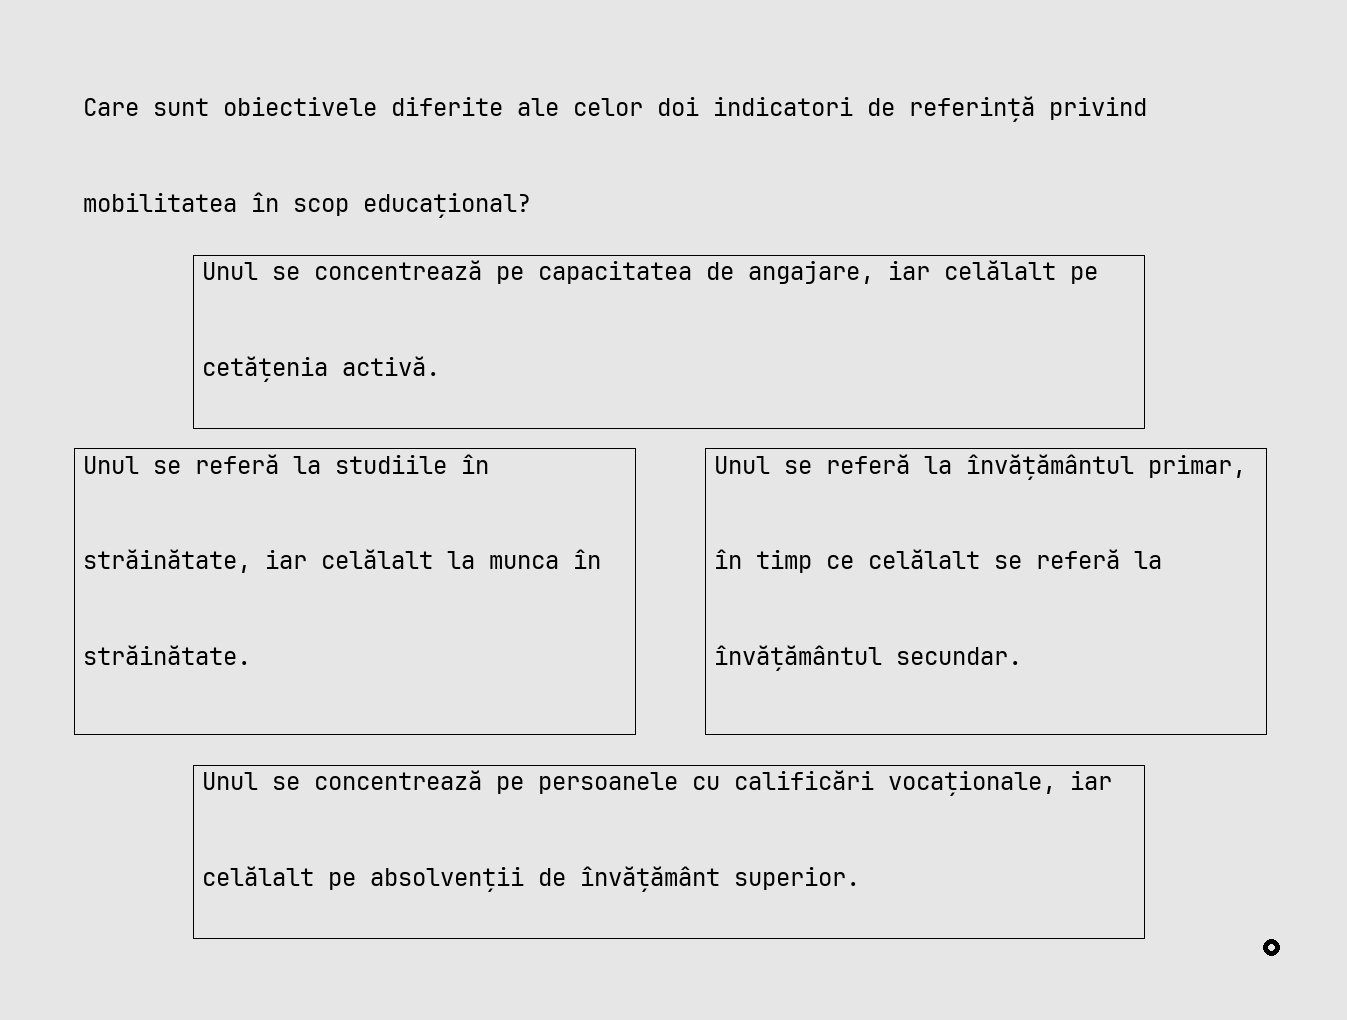 Care sunt obiectivele diferite ale celor doi indicatori de referință privind
mobilitatea în scop educațional?
Unul se concentrează pe capacitatea de angajare, iar celălalt pe
cetățenia activă.
Unul se referă la studiile în
străinătate, iar celălalt la munca în
străinătate.
Unul se referă la învățământul primar,
în timp ce celălalt se referă la
învățământul secundar.
Unul se concentrează pe persoanele cu calificări vocaționale, iar
celălalt pe absolvenții de învățământ superior.